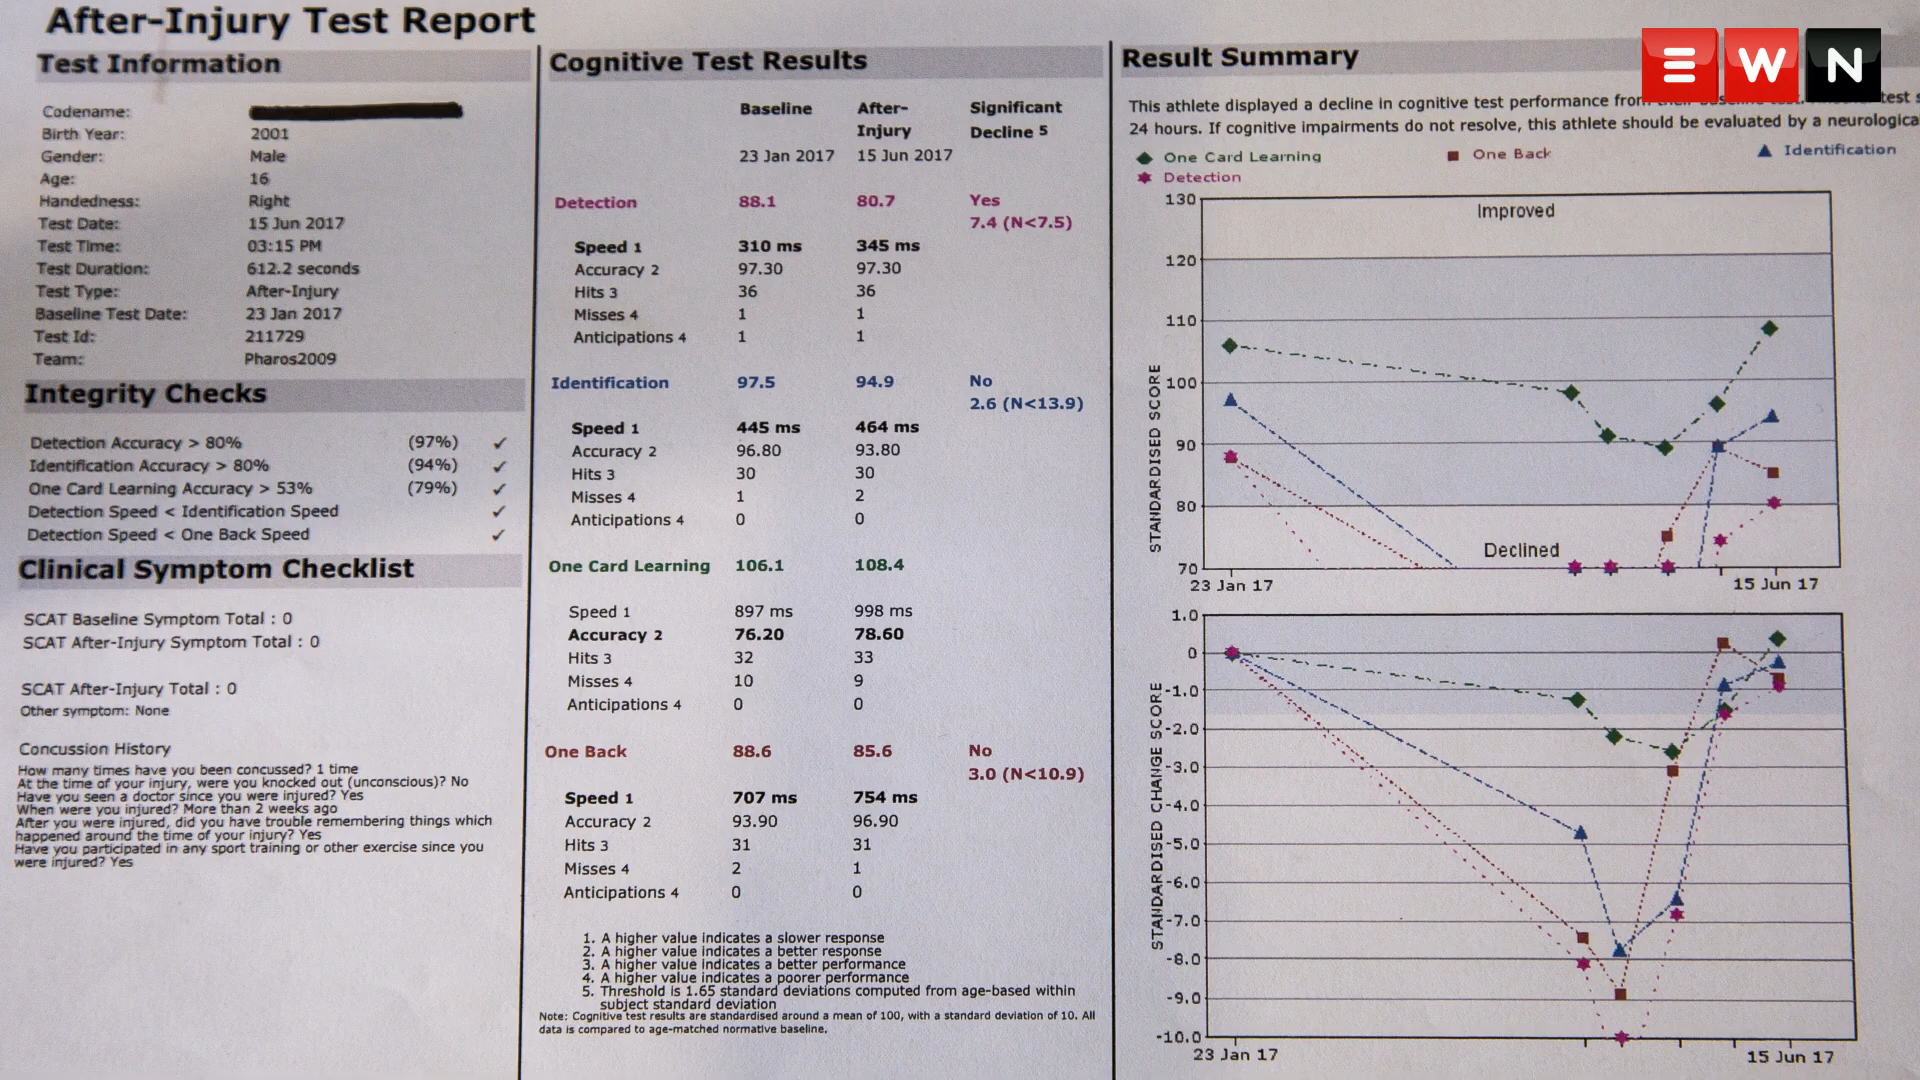 After-Injury Test Report
Test Information
Codename:
Birth Year: 2001
Gender: Male
Age: 16
Handedness: Right
Test Date: 15 Jun 2017
Test Time: 03:15 PM
Test Duration: 612.2 seconds
Test Type: After-Injury
Baseline Test Date: 23 Jan 2017
Test Id: 211729
Team: Pharos2009
Integrity Checks
Detection Accuracy > 80% (97%) ✓
Identification Accuracy > 80% (94%) ✓
One Card Learning Accuracy > 53% (79%) ✓
Detection Speed < Identification Speed ✓
Detection Speed < One Back Speed ✓
Clinical Symptom Checklist
SCAT Baseline Symptom Total : 0
SCAT After-Injury Symptom Total : 0
SCAT After-Injury Total : 0
Other symptom: None
Concussion History
How many times have you been concussed? 1 time
At the time of your injury, were you knocked out (unconscious)? No
Have you seen a doctor since you were injured? Yes
When were you injured? More than 2 weeks ago
After you were injured, did you have trouble remembering things which
happened around the time of your injury? Yes
Have you participated in any sport training or other exercise since you
were injured? Yes
Cognitive Test Results
Baseline After- Significant
Injury Decline 5
23 Jan 2017 15 Jun 2017
Detection 88.1 80.7 Yes
7.4 (N<7.5)
Speed 1 310 ms 345 ms
Accuracy 2 97.30 97.30
Hits 3 36 36
Misses 4 1 1
Anticipations 4 1 1
Identification 97.5 94.9 No
2.6 (N<13.9)
Speed 1 445 ms 464 ms
Accuracy 2 96.80 93.80
Hits 3 30 30
Misses 4 1 2
Anticipations 4 0 0
One Card Learning 106.1 108.4
Speed 1 897 ms 998 ms
Accuracy 2 76.20 78.60
Hits 3 32 33
Misses 4 10 9
Anticipations 4 0 0
One Back 88.6 85.6 No
3.0 (N<10.9)
Speed 1 707 ms 754 ms
Accuracy 2 93.90 96.90
Hits 3 31 31
Misses 4 2 1
Anticipations 4 0 0
1. A higher value indicates a slower response
2. A higher value indicates a better response
3. A higher value indicates a better performance
4. A higher value indicates a poorer performance
5. Threshold is 1.65 standard deviations computed from age-based within
subject standard deviation
Note: Cognitive test results are standardised around a mean of 100, with a standard deviation of 10. All
data is compared to age-matched normative baseline.
Result Summary
EWN
This athlete displayed a decline in cognitive test performance from their baseline test. test
24 hours. If cognitive impairments do not resolve, this athlete should be evaluated by a
One Card Learning One Back Identification
Detection
STANDARDISED SCORE
130
Improved
120
110
100
90
80
Declined
70
23 Jan 17 15 Jun 17
STANDARDISED CHANGE SCORE
1.0
0
-1.0
-2.0
-3.0
-4.0
-5.0
-6.0
-7.0
-8.0
-9.0
-10.0
23 Jan 17 15 Jun 17